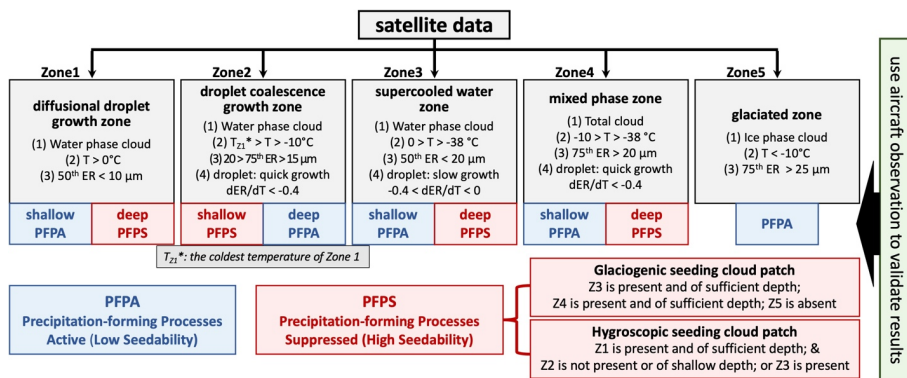 satellite data
Zone1
diffusional droplet
growth zone
(1) Water phase cloud
(2) T > 0°C
(3) 50th ER < 10 μm
shallow
PFPA
deep
PFPS
Zone2
droplet coalescence
growth zone
(1) Water phase cloud
(2) TZ1* > T > -10°C
(3) 20 > 75th ER > 15 μm
(4) droplet: quick growth
dER/dT < -0.4
shallow
PFPS
deep
PFPA
Zone3
supercooled water
zone
(1) Water phase cloud
(2) 0 > T > -38 °C
(3) 50th ER < 20 μm
(4) droplet: slow growth
-0.4 < dER/dT < 0
shallow
PFPA
deep
PFPS
Zone4
mixed phase zone
(1) Total cloud
(2) -10 > T > -38 °C
(3) 75th ER > 20 μm
(4) droplet: quick growth
dER/dT < -0.4
shallow
PFPA
deep
PFPS
Zone5
glaciated zone
(1) Ice phase cloud
(2) T < -10°C
(3) 75th ER > 25 μm
PFPA
TZ1*: the coldest temperature of Zone 1
PFPA
Precipitation-forming Processes
Active (Low Seedability)
PFPS
Precipitation-forming Processes
Suppressed (High Seedability)
Glaciogenic seeding cloud patch
Z3 is present and of sufficient depth;
Z4 is present and of sufficient depth; Z5 is absent
Hygroscopic seeding cloud patch
Z1 is present and of sufficient depth; &
Z2 is not present or of shallow depth; or Z3 is present
use aircraft observation to validate results